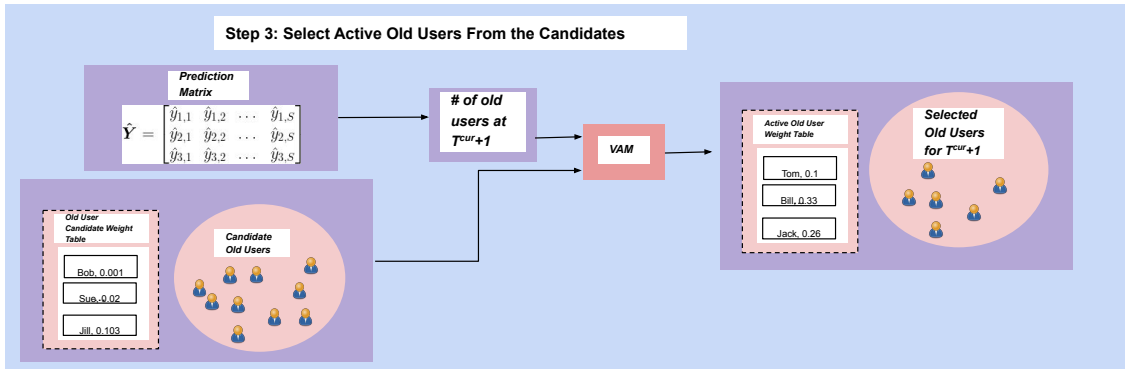 Step 3: Select Active Old Users From the Candidates
Prediction
Matrix
Ŷ =
ŷ1,1 ŷ1,2 . . . ŷ1,S
ŷ2,1 ŷ2,2 . . . ŷ2,S
ŷ3,1 ŷ3,2 . . . ŷ3,S
# of old
users at
T^cur+1
VAM
Active Old User
Weight Table
Tom, 0.1
Bill, 0.33
Jack, 0.26
Selected
Old Users
for T^cur+1
Old User
Candidate Weight
Table
Bob, 0.001
Sue, 0.02
Jill, 0.103
Candidate
Old Users